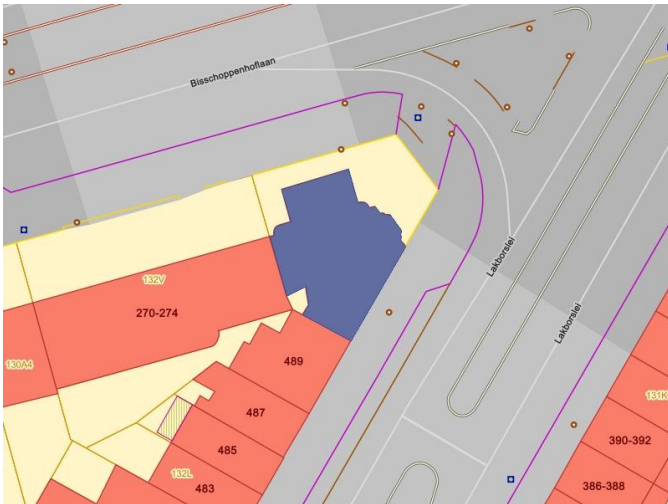 Bisschoppenhoflaan
Lakborslei
Lakborslei
132V
270-274
130A4
489
487
485
483
132L
131K
390-392
386-388